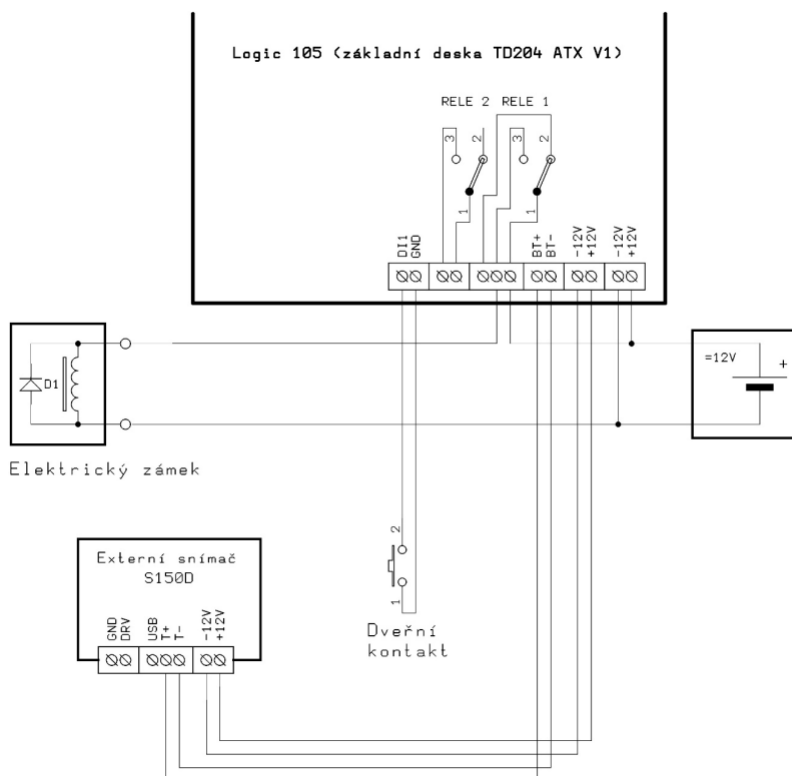 Logic 105 (základní deska TD204 ATX V1)
RELE 2 RELE 1
3 2 3 2
1 1
DI1 GND BT+ BT- -12V +12V -12V +12V
=12V +
D1
Elektrický zámek
2
1
Dveřní
kontakt
Externí snímač
S150D
GND DRV USB T+ T- -12V +12V